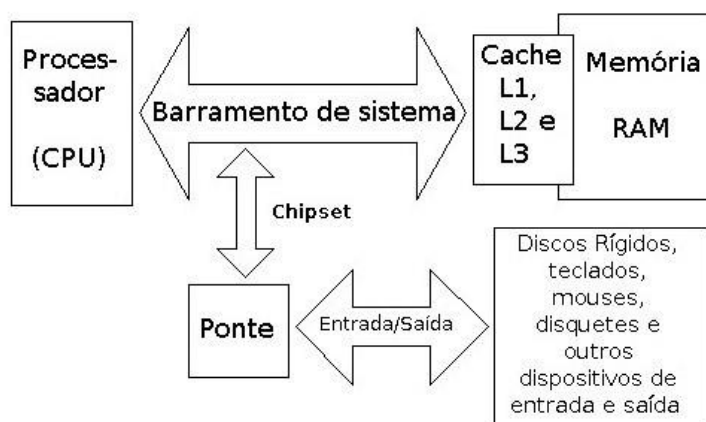 Proces-
sador
(CPU)
Barramento de sistema
Cache
L1,
L2 e
L3
Memória
RAM
Chipset
Ponte
Entrada/Saída
Discos Rígidos,
teclados,
mouses,
disquetes e
outros
dispositivos de
entrada e saída